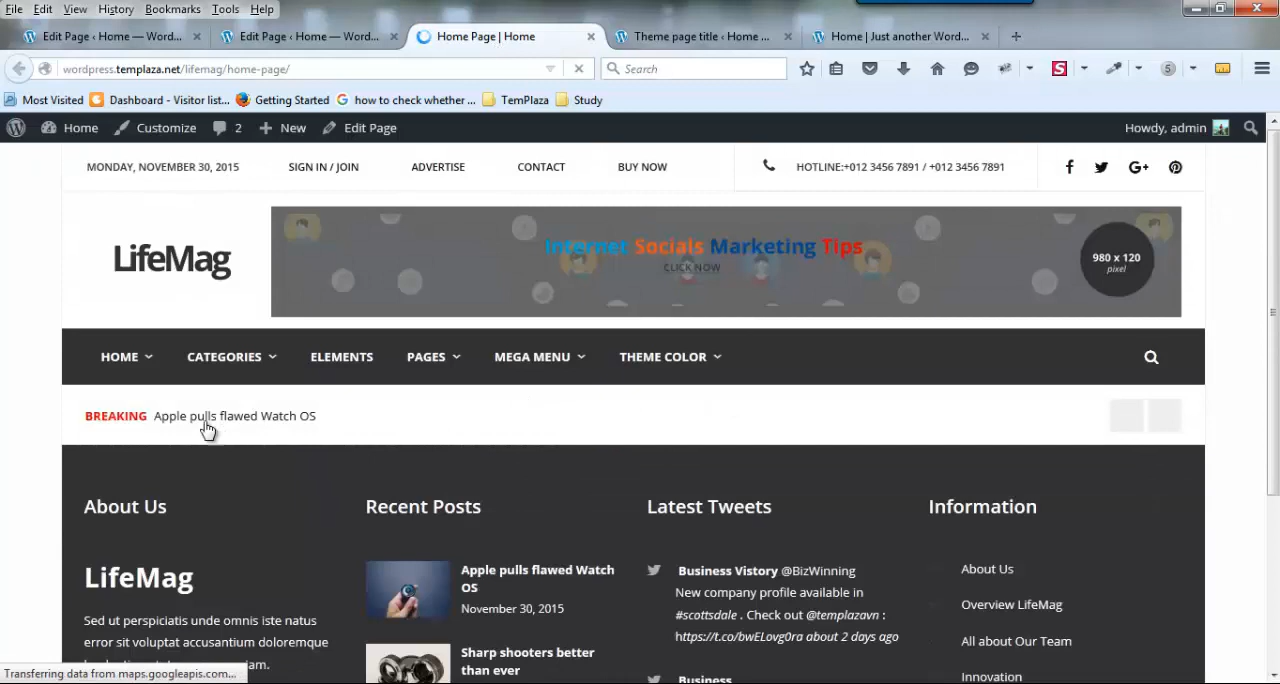 File Edit View History Bookmarks Tools Help
Edit Page ‹ Home — Word... Edit Page ‹ Home — Word... Home Page | Home Theme page title ‹ Home ... Home | Just another Word...
wordpress.templaza.net/lifemag/home-page/ Search S 5
Most Visited Dashboard - Visitor list... Getting Started how to check whether ... TemPlaza Study
Home Customize 2 New Edit Page Howdy, admin
MONDAY, NOVEMBER 30, 2015 SIGN IN / JOIN ADVERTISE CONTACT BUY NOW HOTLINE:+012 3456 7891 / +012 3456 7891
LifeMag
Internet Socials Marketing Tips
CLICK NOW
980 x 120
pixel
HOME CATEGORIES ELEMENTS PAGES MEGA MENU THEME COLOR
BREAKING Apple pulls flawed Watch OS
About Us
LifeMag
Sed ut perspiciatis unde omnis iste natus
error sit voluptat accusantium doloremque
Recent Posts
Apple pulls flawed Watch
OS
November 30, 2015
Sharp shooters better
than ever
Latest Tweets
Business Vistory @BizWinning
New company profile available in
#scottsdale . Check out @templazavn :
https://t.co/bwELovg0ra about 2 days ago
Business
Information
About Us
Overview LifeMag
All about Our Team
Innovation
Transferring data from maps.googleapis.com...